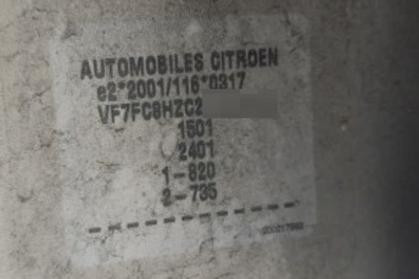 AUTOMOBILES CITROEN
e2*2001/116*0317
VF7FC8HZC2
1501
2401
1-820
2-735